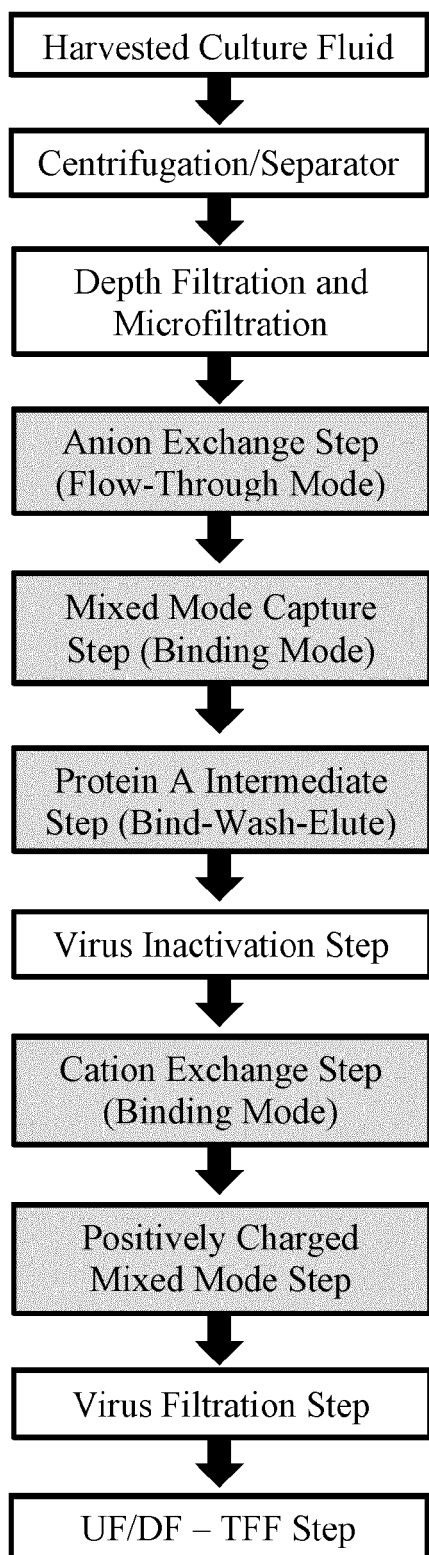 Harvested Culture Fluid
Centrifugation/Separator
Depth Filtration and
Microfiltration
Anion Exchange Step
(Flow-Through Mode)
Mixed Mode Capture
Step (Binding Mode)
Protein A Intermediate
Step (Bind-Wash-Elute)
Virus Inactivation Step
Cation Exchange Step
(Binding Mode)
Positively Charged
Mixed Mode Step
Virus Filtration Step
UF/DF – TFF Step